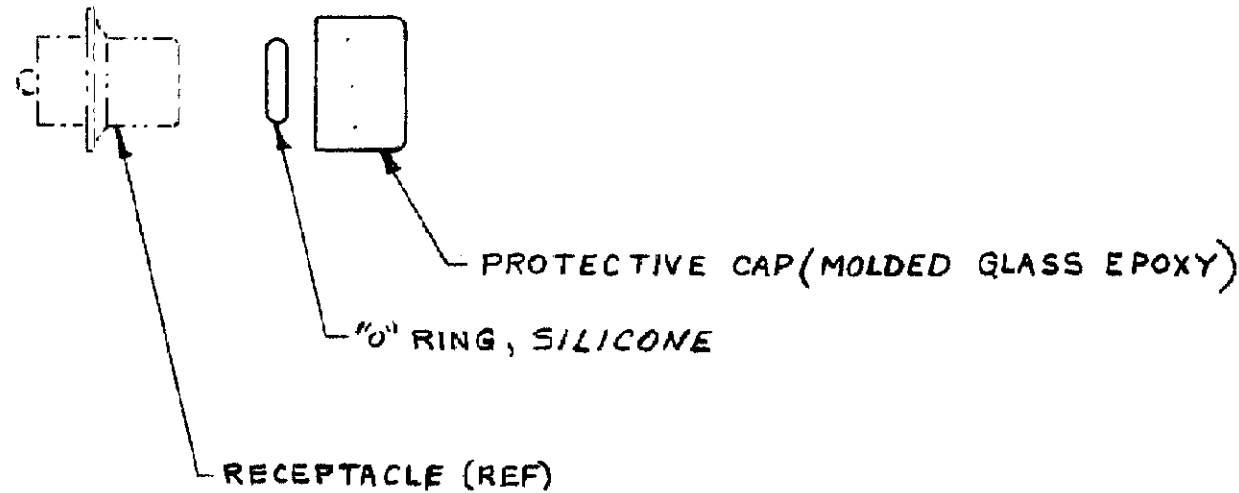 PROTECTIVE CAP (MOLDED GLASS EPOXY)
"O" RING, SILICONE
RECEPTACLE (REF)